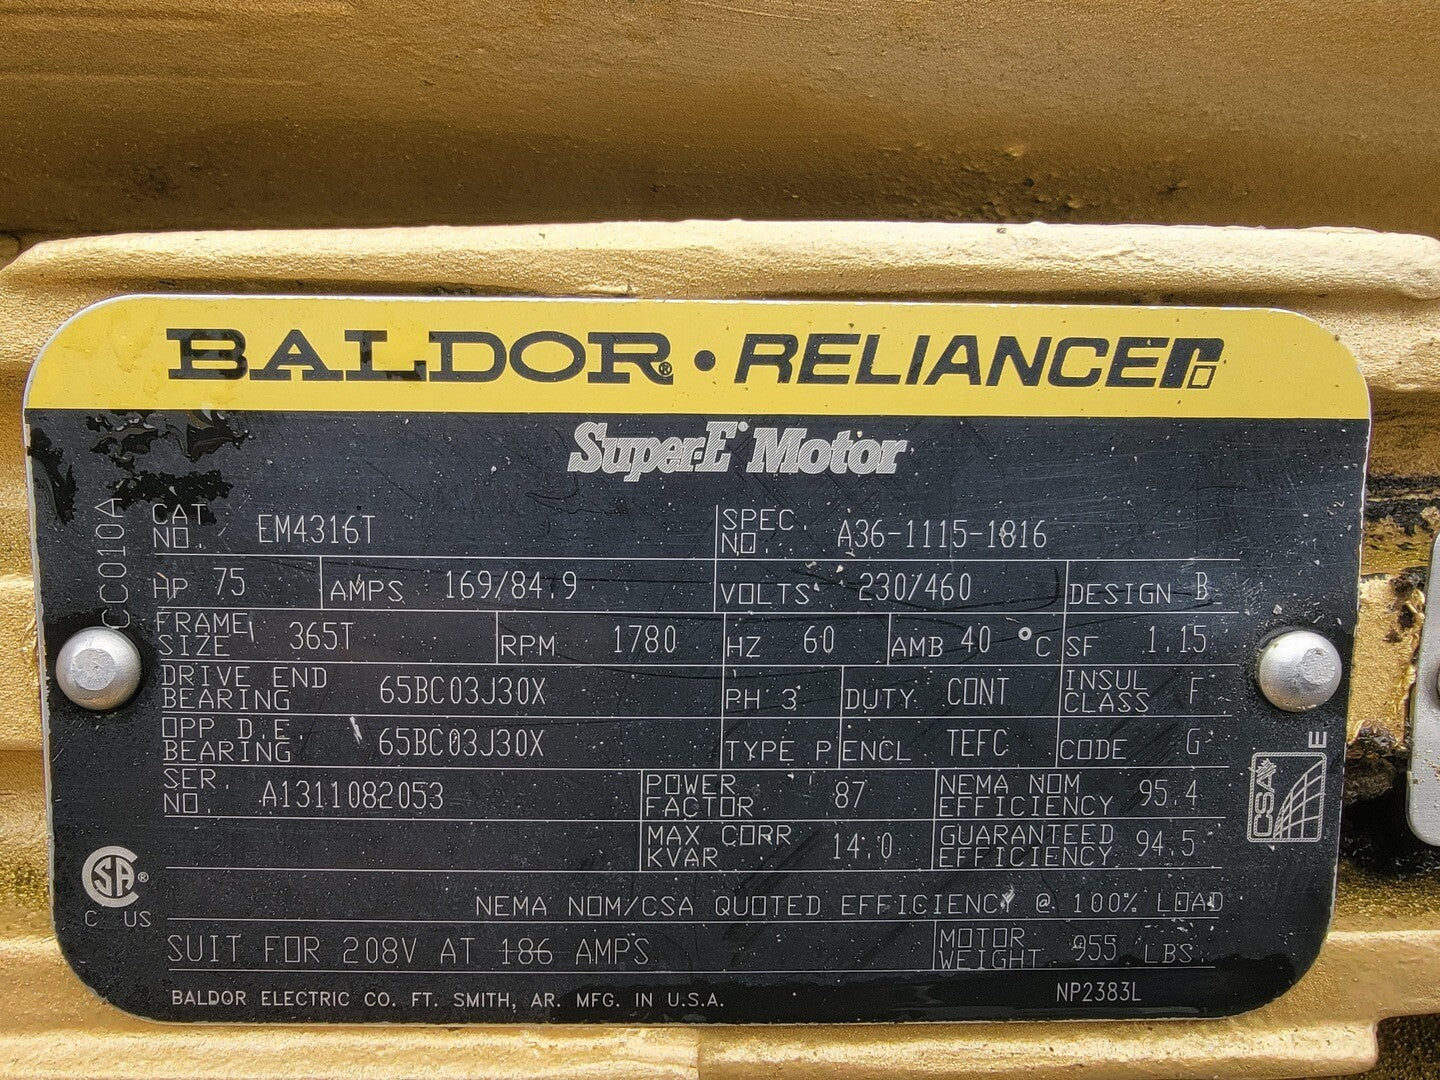 BALDOR® • RELIANCER
Super-E® Motor
CC010A
CAT. NO. EM4316T SPEC. NO. A36-1115-1816
HP 75 AMPS 169/84.9 VOLTS 230/460 DESIGN B
FRAME SIZE 365T RPM 1780 HZ 60 AMB 40 °C SF 1.15
DRIVE END BEARING 65BC03J30X PH 3 DUTY CONT INSUL CLASS F
OPP D.E. BEARING 65BC03J30X TYPE P ENCL TEFC CODE G
SER. NO. A1311082053 POWER FACTOR 87 NEMA NOM EFFICIENCY 95.4
MAX CORR KVAR 14.0 GUARANTEED EFFICIENCY 94.5
NEMA NOM/CSA QUOTED EFFICIENCY @ 100% LOAD
SUIT FOR 208V AT 186 AMPS MOTOR WEIGHT 955 LBS.
BALDOR ELECTRIC CO. FT. SMITH, AR. MFG. IN U.S.A. NP2383L
SA®
C US
CSA E